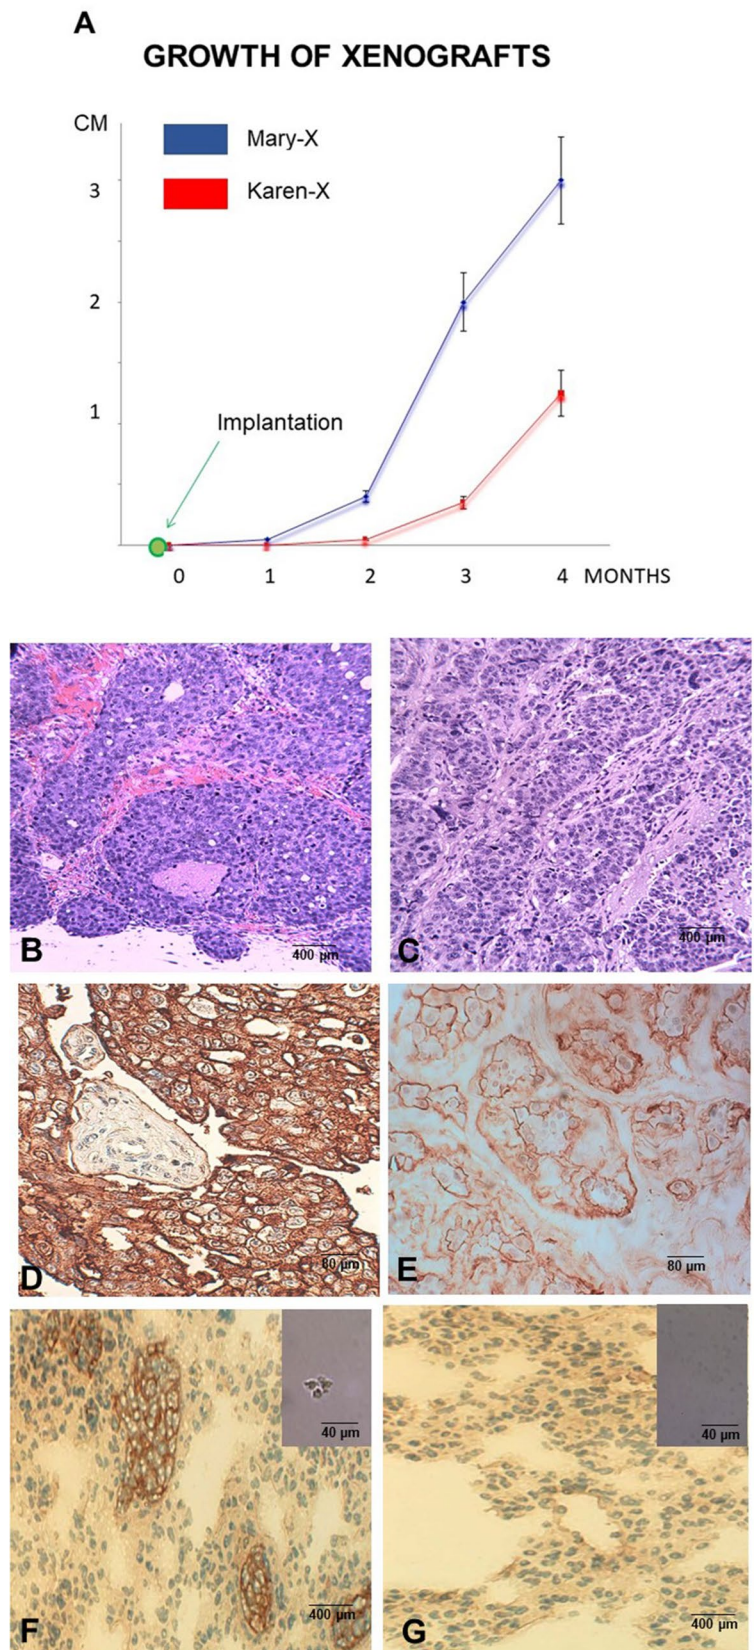 A
GROWTH OF XENOGRAFTS
CM
Mary-X
Karen-X
3
2
1
Implantation
0 1 2 3 4 MONTHS
B
400 µm
C
400 µm
D
80 µm
E
80 µm
F
40 µm
400 µm
G
40 µm
400 µm